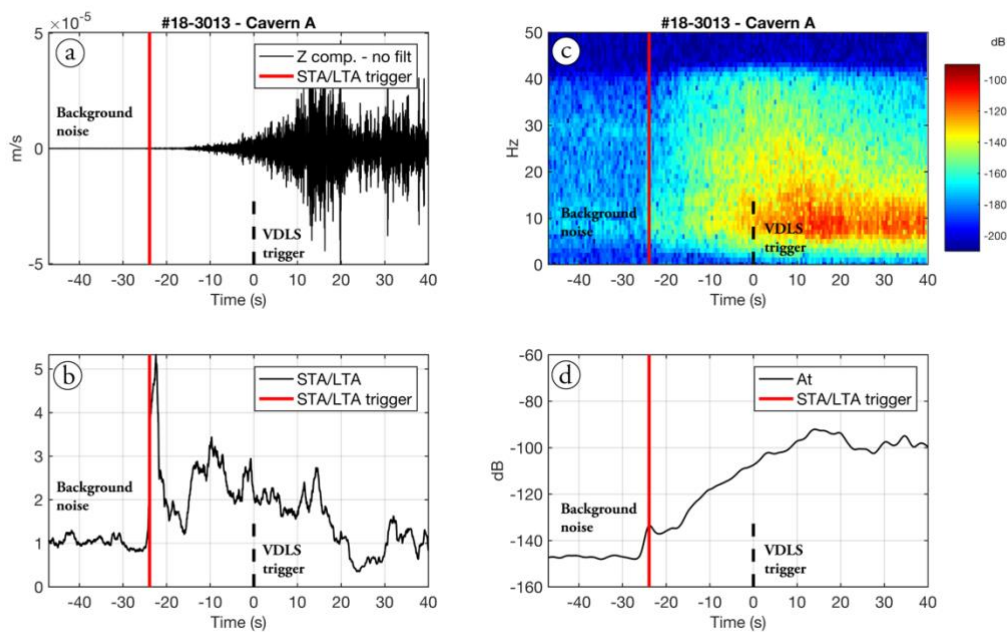 #18-3013 - Cavern A
×10⁻⁵
a
Z comp. - no filt
STA/LTA trigger
Background
noise
VDLS
trigger
m/s
5
0
-5
-40 -30 -20 -10 0 10 20 30 40
Time (s)
#18-3013 - Cavern A
c
Background
noise
VDLS
trigger
Hz
50
40
30
20
10
0
-40 -30 -20 -10 0 10 20 30 40
Time (s)
dB
-100
-120
-140
-160
-180
-200
b
STA/LTA
STA/LTA trigger
Background
noise
VDLS
trigger
5
4
3
2
1
0
-40 -30 -20 -10 0 10 20 30 40
Time (s)
d
At
STA/LTA trigger
Background
noise
VDLS
trigger
dB
-60
-80
-100
-120
-140
-160
-40 -30 -20 -10 0 10 20 30 40
Time (s)